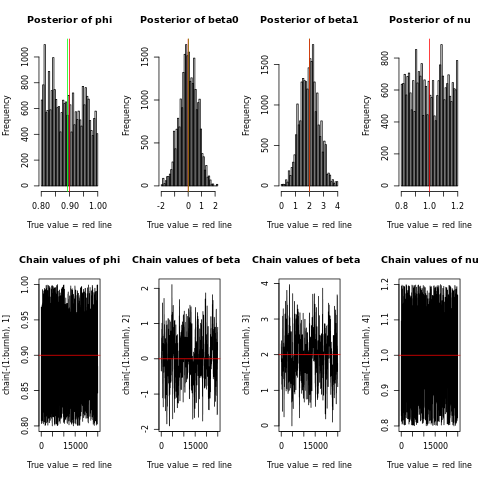 Posterior of phi Posterior of beta0 Posterior of beta1 Posterior of nu
Frequency
0 200 400 600 800 1000
0.80 0.90 1.00
True value = red line
Frequency
0 500 1000 1500
-2 0 1 2
True value = red line
Frequency
0 500 1000 1500
0 1 2 3 4
True value = red line
Frequency
0 200 400 600 800
0.8 1.0 1.2
True value = red line
Chain values of phi Chain values of beta Chain values of beta Chain values of nu
chain[-(1:burnIn), 1]
0.80 0.85 0.90 0.95 1.00
0 15000
True value = red line
chain[-(1:burnIn), 2]
-2 -1 0 1 2
0 15000
True value = red line
chain[-(1:burnIn), 3]
0 1 2 3 4
0 15000
True value = red line
chain[-(1:burnIn), 4]
0.8 0.9 1.0 1.1 1.2
0 15000
True value = red line